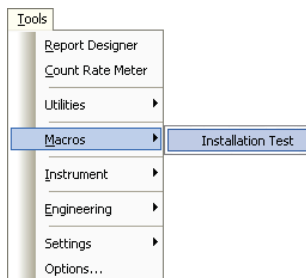 Tools
Report Designer
Count Rate Meter
Utilities
Macros
Installation Test
Instrument
Engineering
Settings
Options...